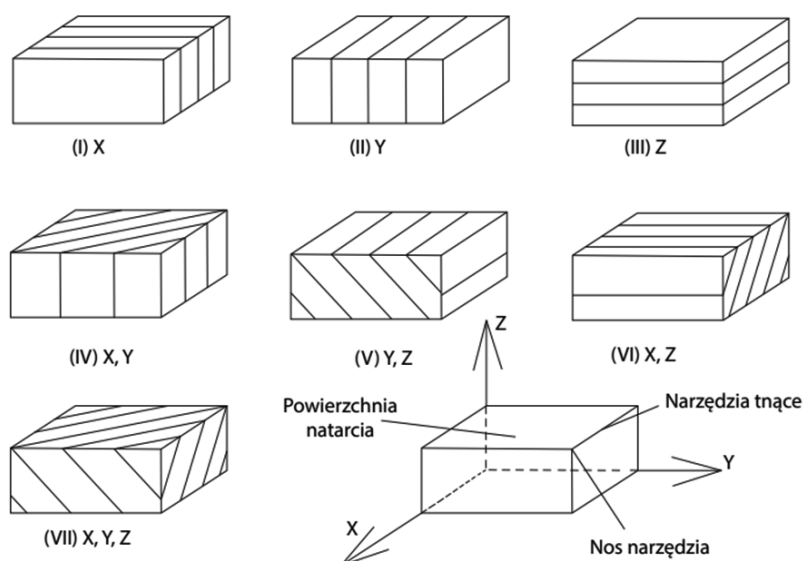 (I) X
(II) Y
(III) Z
(IV) X, Y
(V) Y, Z
(VI) X, Z
(VII) X, Y, Z
Z
Powierzchnia
natarcia
Narzędzia tnące
Y
X
Nos narzędzia